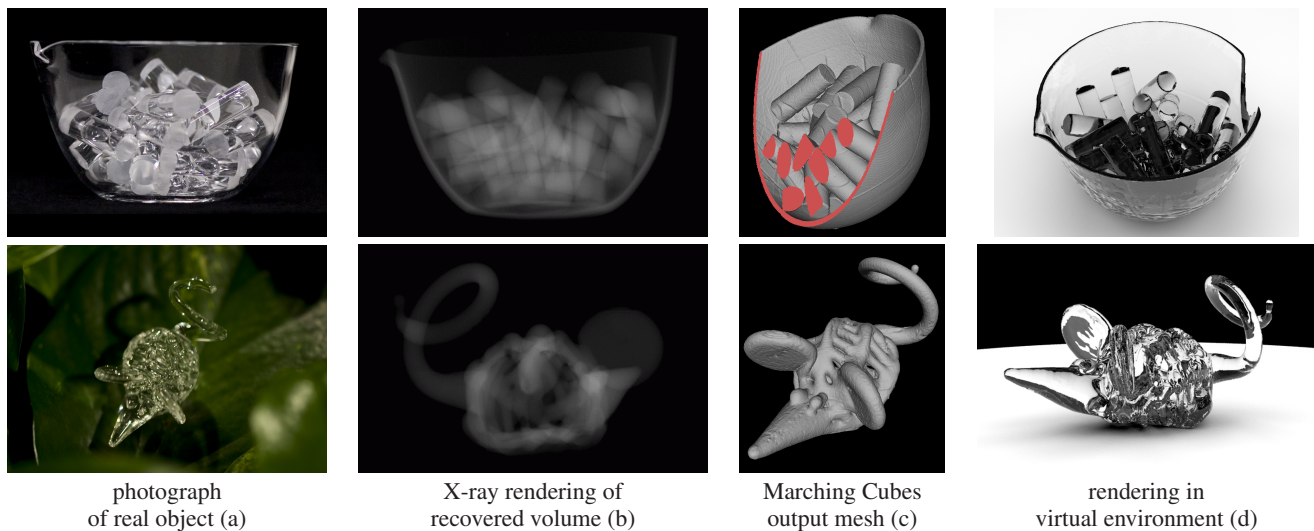 photograph
of real object (a)
X-ray rendering of
recovered volume (b)
Marching Cubes
output mesh (c)
rendering in
virtual environment (d)